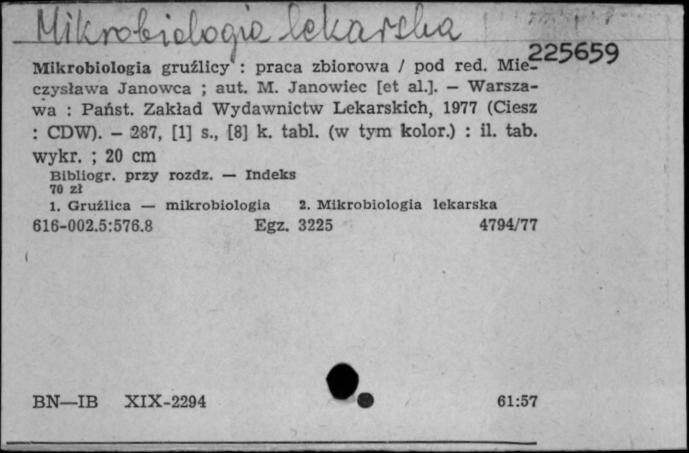 Mikrobiologia lekarska
225659
Mikrobiologia gruźlicy : praca zbiorowa / pod red. Mie-
czysława Janowca ; aut. M. Janowiec [et al.]. — Warsza-
wa : Państ. Zakład Wydawnictw Lekarskich, 1977 (Ciesz
: CDW). — 287, [1] s., [8] k. tabl. (w tym kolor.) : il. tab.
wykr. ; 20 cm
Bibliogr. przy rozdz. — Indeks
70 zł
1. Gruźlica — mikrobiologia 2. Mikrobiologia lekarska
616-002.5:576.8 Egz. 3225 4794/77
BN—IB XIX-2294 61:57